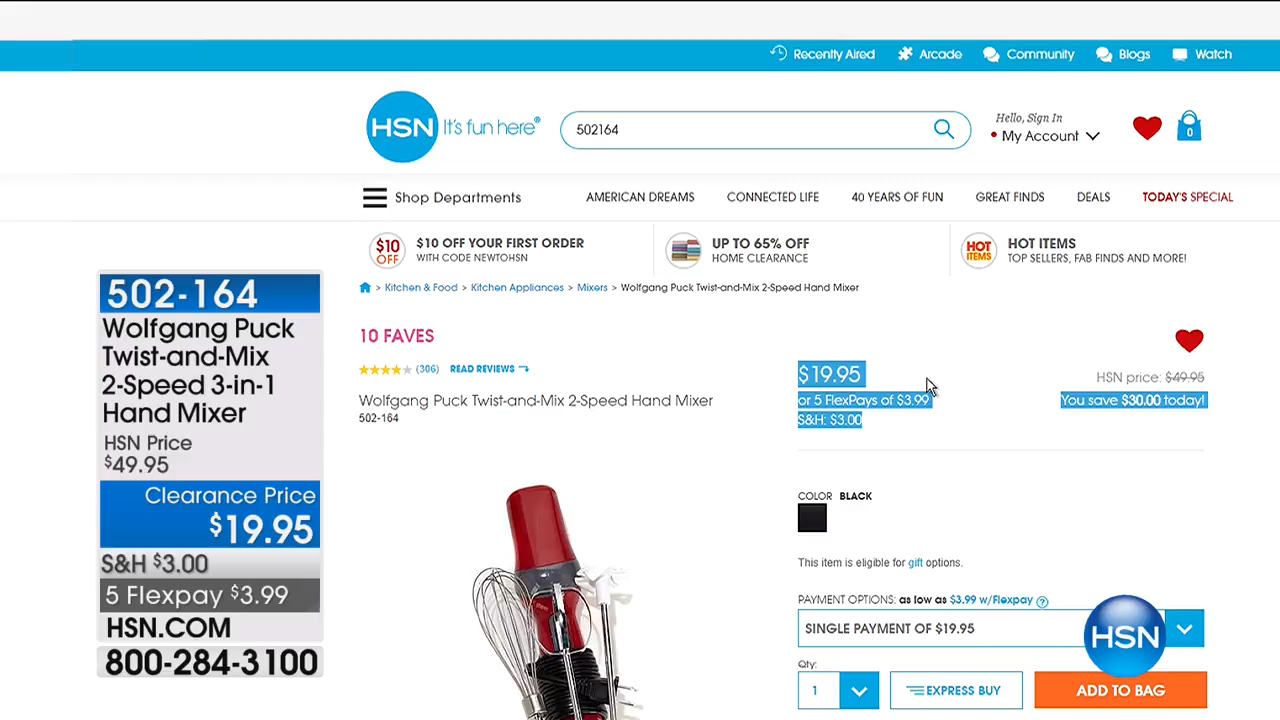 Recently Aired Arcade Community Blogs Watch
HSN It's fun here®
502164
Hello, Sign In
My Account
0
Shop Departments AMERICAN DREAMS CONNECTED LIFE 40 YEARS OF FUN GREAT FINDS DEALS TODAY'S SPECIAL
$10 OFF
$10 OFF YOUR FIRST ORDER
WITH CODE NEWTOHSN
UP TO 65% OFF
HOME CLEARANCE
HOT ITEMS
HOT ITEMS
TOP SELLERS, FAB FINDS AND MORE!
> Kitchen & Food > Kitchen Appliances > Mixers > Wolfgang Puck Twist-and-Mix 2-Speed Hand Mixer
502-164
Wolfgang Puck
Twist-and-Mix
2-Speed 3-in-1
Hand Mixer
HSN Price
$49.95
Clearance Price
$19.95
S&H $3.00
5 Flexpay $3.99
HSN.COM
800-284-3100
10 FAVES
(306) READ REVIEWS
Wolfgang Puck Twist-and-Mix 2-Speed Hand Mixer
502-164
$19.95
or 5 FlexPays of $3.99
S&H: $3.00
HSN price: $49.95
You save $30.00 today!
COLOR BLACK
This item is eligible for gift options.
PAYMENT OPTIONS: as low as $3.99 w/Flexpay ?
SINGLE PAYMENT OF $19.95
HSN
Qty:
1 EXPRESS BUY ADD TO BAG